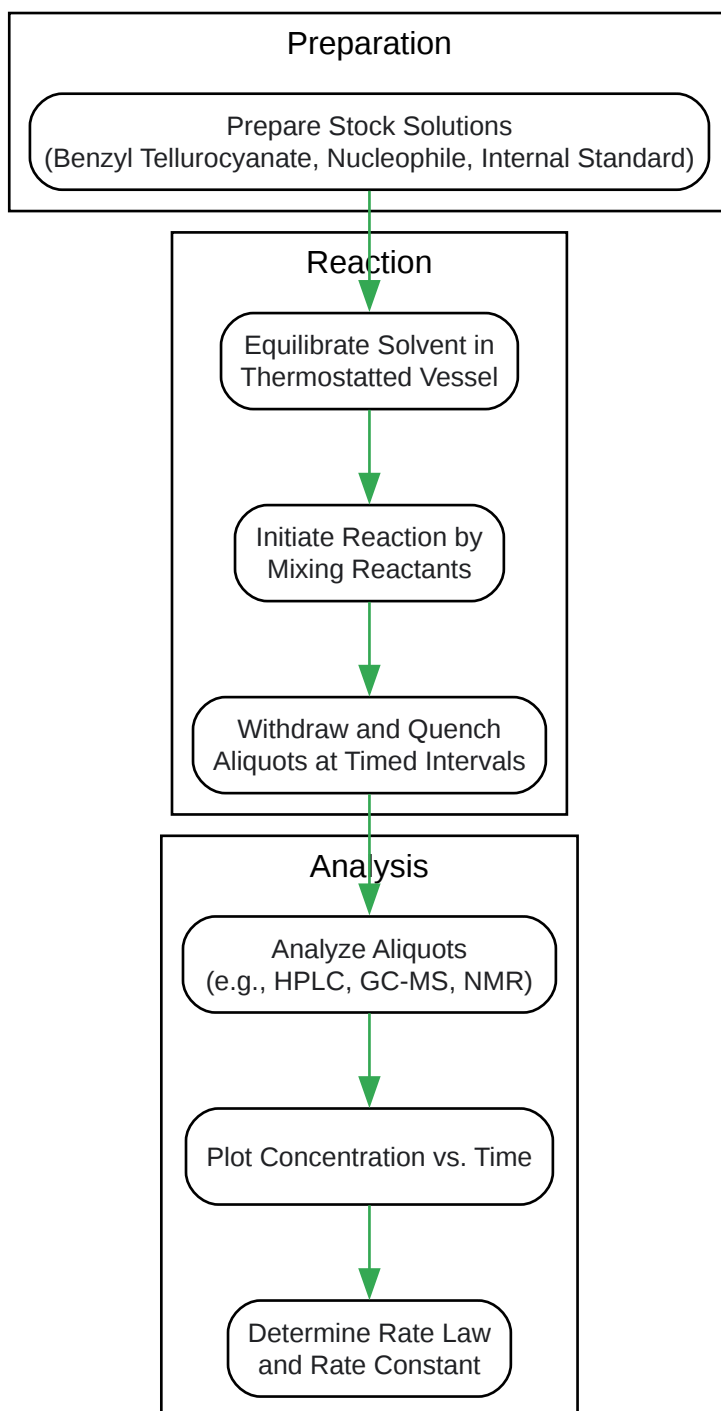 Preparation
Prepare Stock Solutions
(Benzyl Tellurocyanate, Nucleophile, Internal Standard)
Reaction
Equilibrate Solvent in
Thermostatted Vessel
Initiate Reaction by
Mixing Reactants
Withdraw and Quench
Aliquots at Timed Intervals
Analysis
Analyze Aliquots
(e.g., HPLC, GC-MS, NMR)
Plot Concentration vs. Time
Determine Rate Law
and Rate Constant